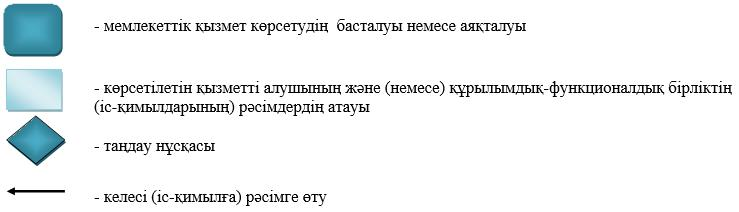 - мемлекеттік қызмет көрсетудің басталуы немесе аяқталуы
- көрсетілетін қызметті алушының және (немесе) құрылымдық-функционалдық бірліктің
(іс-қимылдарының) рәсімдердің атауы
- таңдау нұсқасы
- келесі (іс-қимылға) рәсімге өту